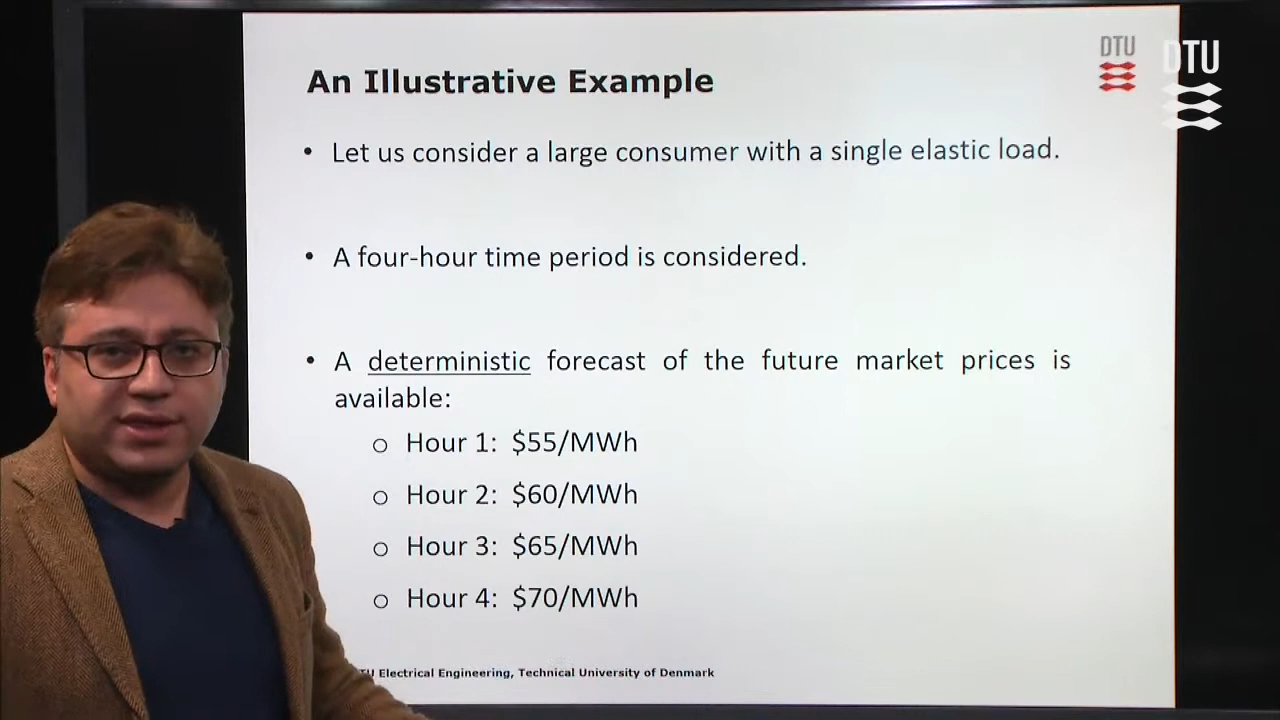 DTU
DTU
An Illustrative Example
• Let us consider a large consumer with a single elastic load.
• A four-hour time period is considered.
• A deterministic forecast of the future market prices is
available:
o Hour 1: $55/MWh
o Hour 2: $60/MWh
o Hour 3: $65/MWh
o Hour 4: $70/MWh
Electrical Engineering, Technical University of Denmark